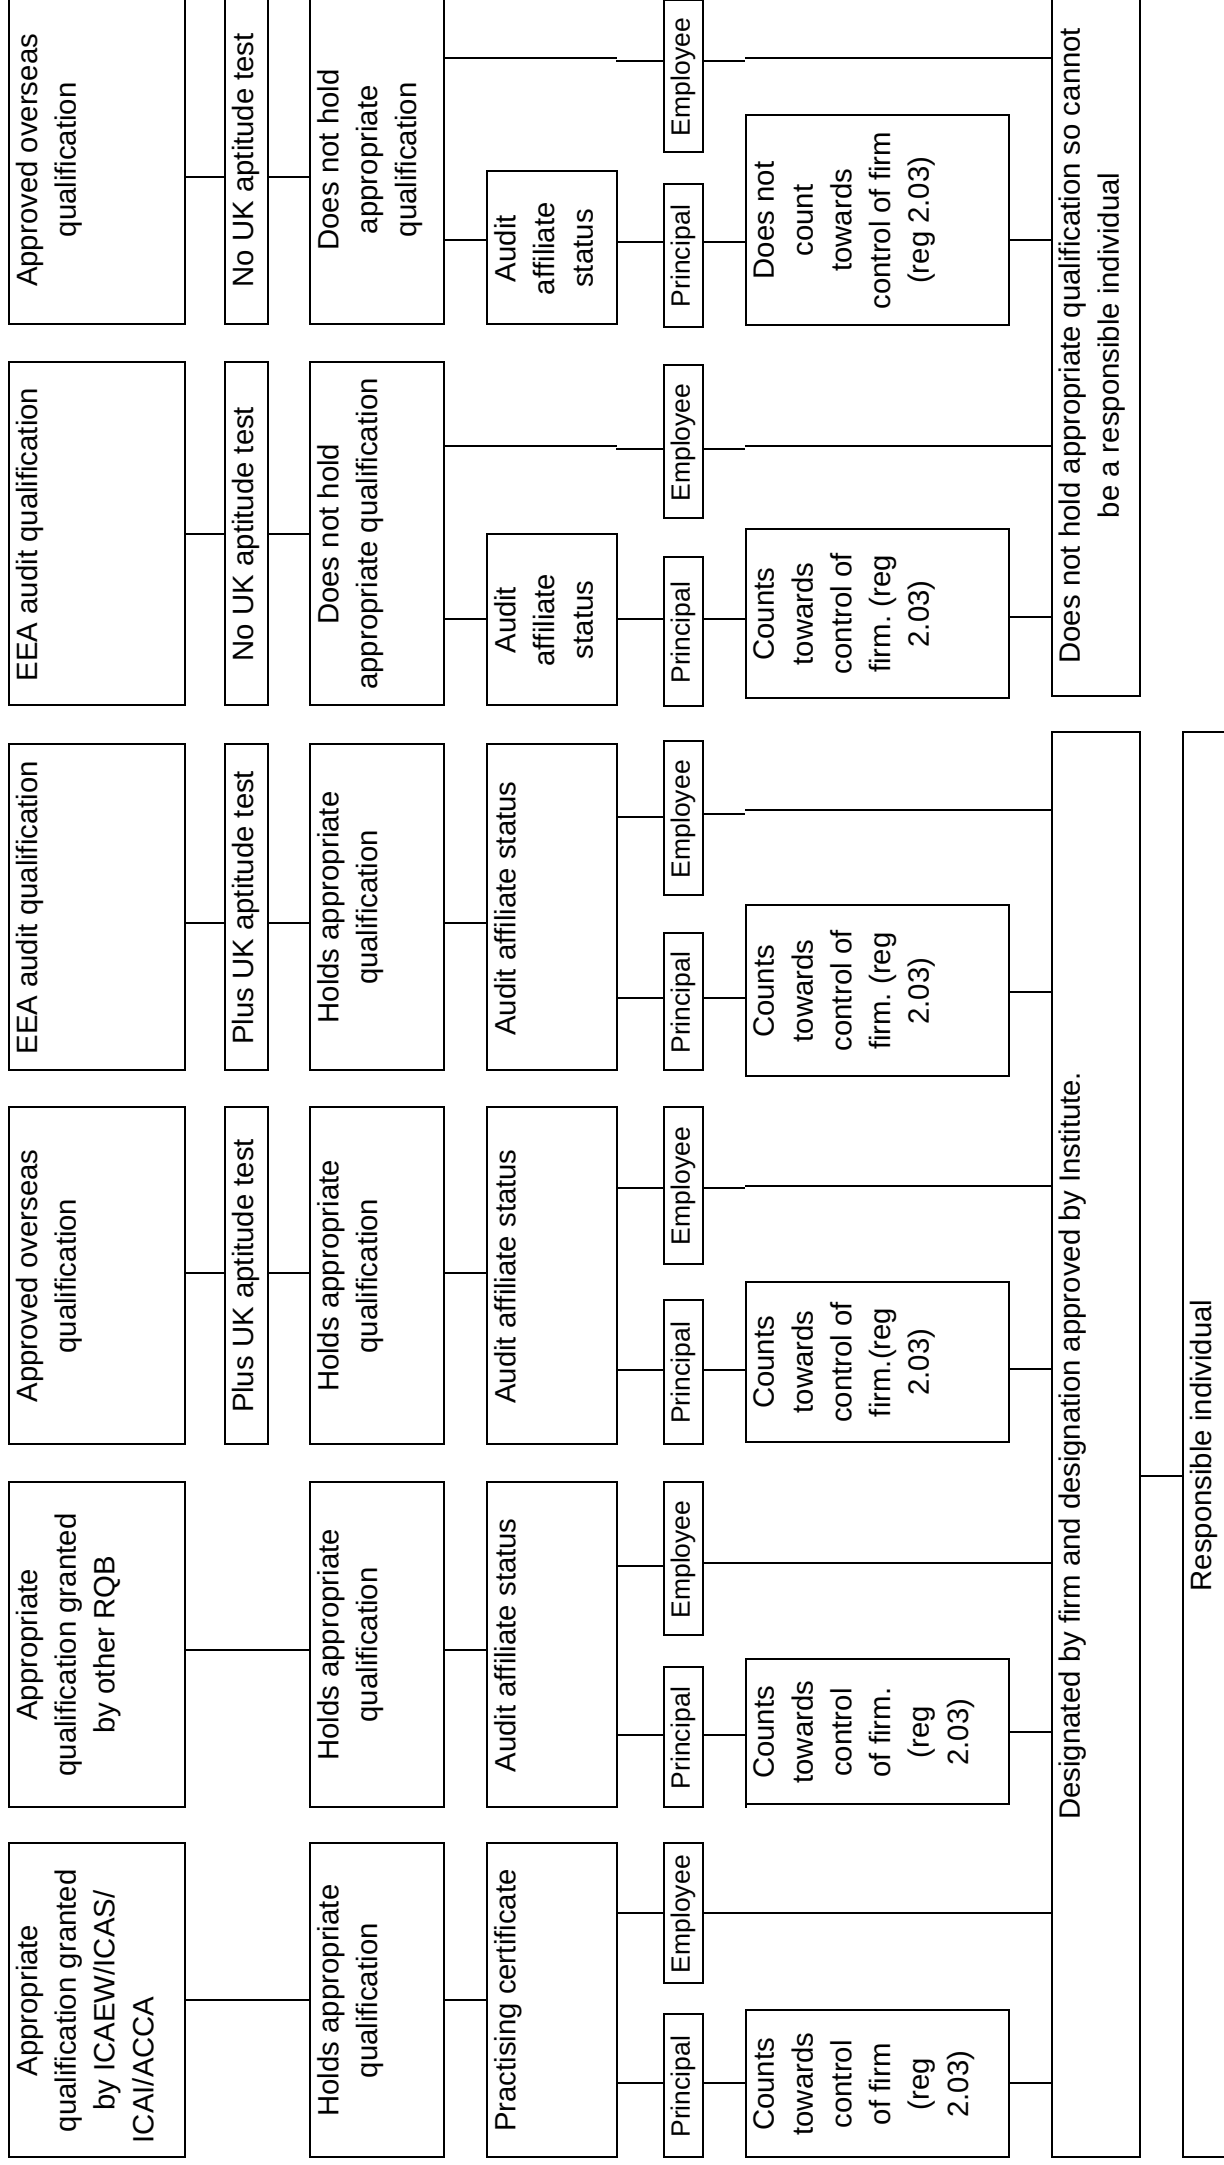 Appropriate
qualification granted
by ICAEW/ICAS/
ICAI/ACCA
Appropriate
qualification granted
by other RQB
Approved overseas
qualification
EEA audit qualification
EEA audit qualification
Approved overseas
qualification
Plus UK aptitude test
Plus UK aptitude test
No UK aptitude test
No UK aptitude test
Holds appropriate
qualification
Holds appropriate
qualification
Holds appropriate
qualification
Holds appropriate
qualification
Does not hold
appropriate qualification
Does not hold
appropriate
qualification
Practising certificate
Audit affiliate status
Audit affiliate status
Audit affiliate status
Audit
affiliate
status
Audit
affiliate
status
Principal
Employee
Principal
Employee
Principal
Employee
Principal
Employee
Principal
Employee
Principal
Employee
Counts
towards
control
of firm
(reg
2.03)
Counts
towards
control
of firm.
(reg
2.03)
Counts
towards
control of
firm.(reg
2.03)
Counts
towards
control of
firm. (reg
2.03)
Counts
towards
control of
firm. (reg
2.03)
Does not
count
towards
control of firm
(reg 2.03)
Designated by firm and designation approved by Institute.
Does not hold appropriate qualification so cannot
be a responsible individual
Responsible individual